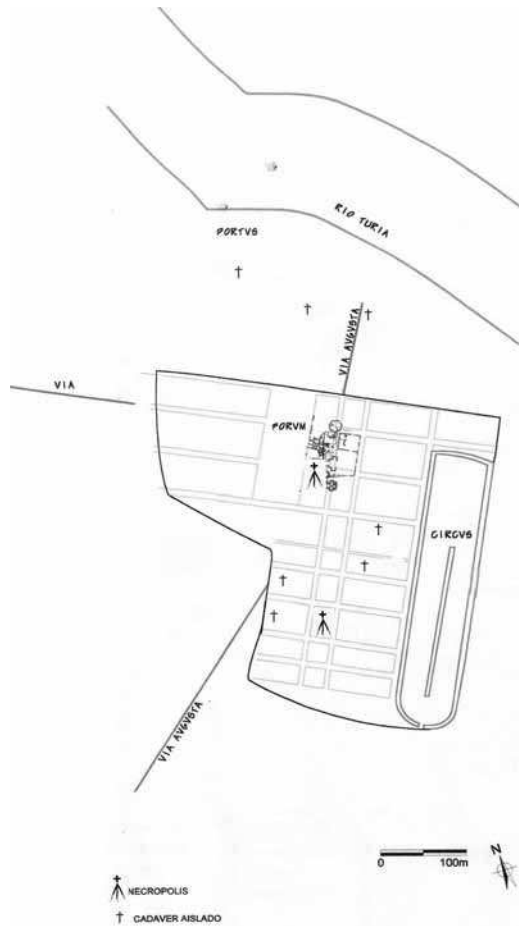 RIO TURIA
PORTVS
VIA AVGVSTA
VIA
FORVM
CIRCVS
VIA AVGVSTA
N
0 100m
NECROPOLIS
CADAVER AISLADO